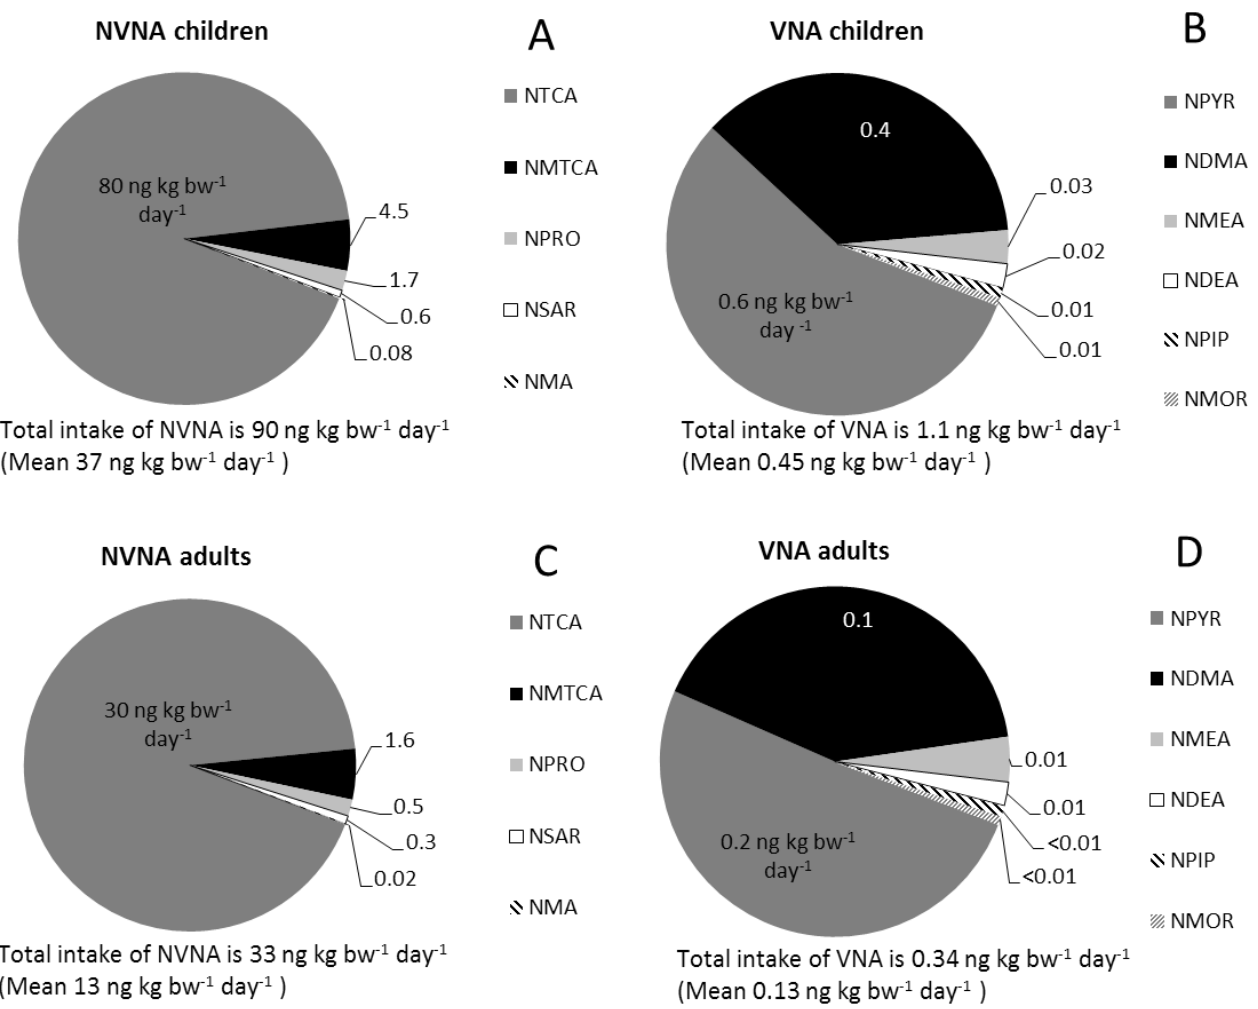 NVNA children
A
80 ng kg bw⁻¹
day⁻¹
4.5
1.7
0.6
0.08
NTCA
NMTCA
NPRO
NSAR
NMA
Total intake of NVNA is 90 ng kg bw⁻¹ day⁻¹
(Mean 37 ng kg bw⁻¹ day⁻¹ )
VNA children
B
0.4
0.6 ng kg bw⁻¹
day ⁻¹
0.03
0.02
0.01
0.01
NPYR
NDMA
NMEA
NDEA
NPIP
NMOR
Total intake of VNA is 1.1 ng kg bw⁻¹ day⁻¹
(Mean 0.45 ng kg bw⁻¹ day⁻¹ )
NVNA adults
C
30 ng kg bw⁻¹
day⁻¹
1.6
0.5
0.3
0.02
NTCA
NMTCA
NPRO
NSAR
NMA
Total intake of NVNA is 33 ng kg bw⁻¹ day⁻¹
(Mean 13 ng kg bw⁻¹ day⁻¹ )
VNA adults
D
0.1
0.2 ng kg bw⁻¹
day⁻¹
0.01
0.01
<0.01
<0.01
NPYR
NDMA
NMEA
NDEA
NPIP
NMOR
Total intake of VNA is 0.34 ng kg bw⁻¹ day⁻¹
(Mean 0.13 ng kg bw⁻¹ day⁻¹ )